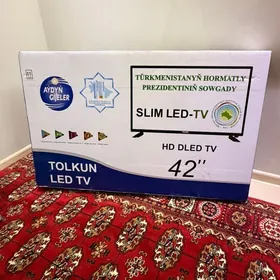 AYDYŇ
GIJELER
TÜRKMENISTANYŇ HORMATLY
PREZIDENTINIŇ SOWGADY
SLIM LED-TV
HD DLED TV
42"
TOLKUN
LED TV